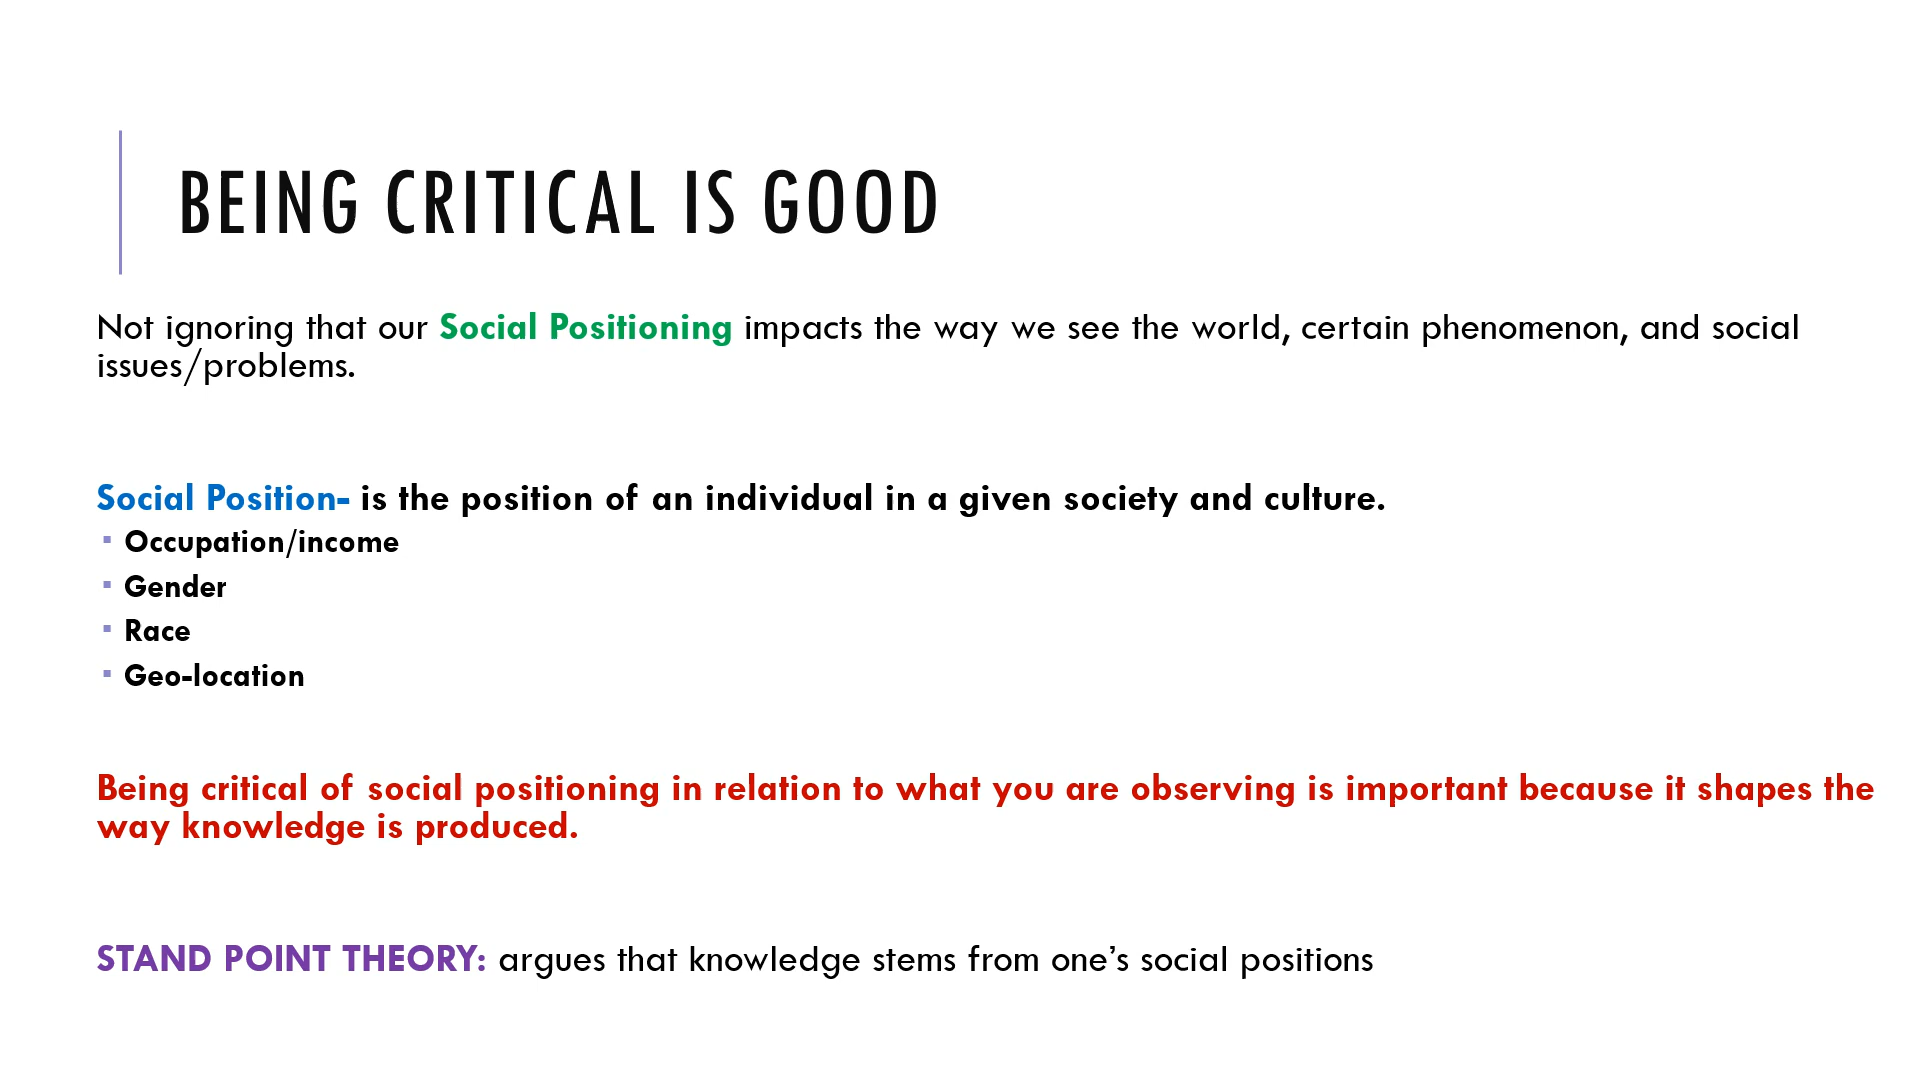 BEING CRITICAL IS GOOD
Not ignoring that our Social Positioning impacts the way we see the world, certain phenomenon, and social
issues/problems.
Social Position- is the position of an individual in a given society and culture.
▪ Occupation/income
▪ Gender
▪ Race
▪ Geo-location
Being critical of social positioning in relation to what you are observing is important because it shapes the
way knowledge is produced.
STAND POINT THEORY: argues that knowledge stems from one’s social positions